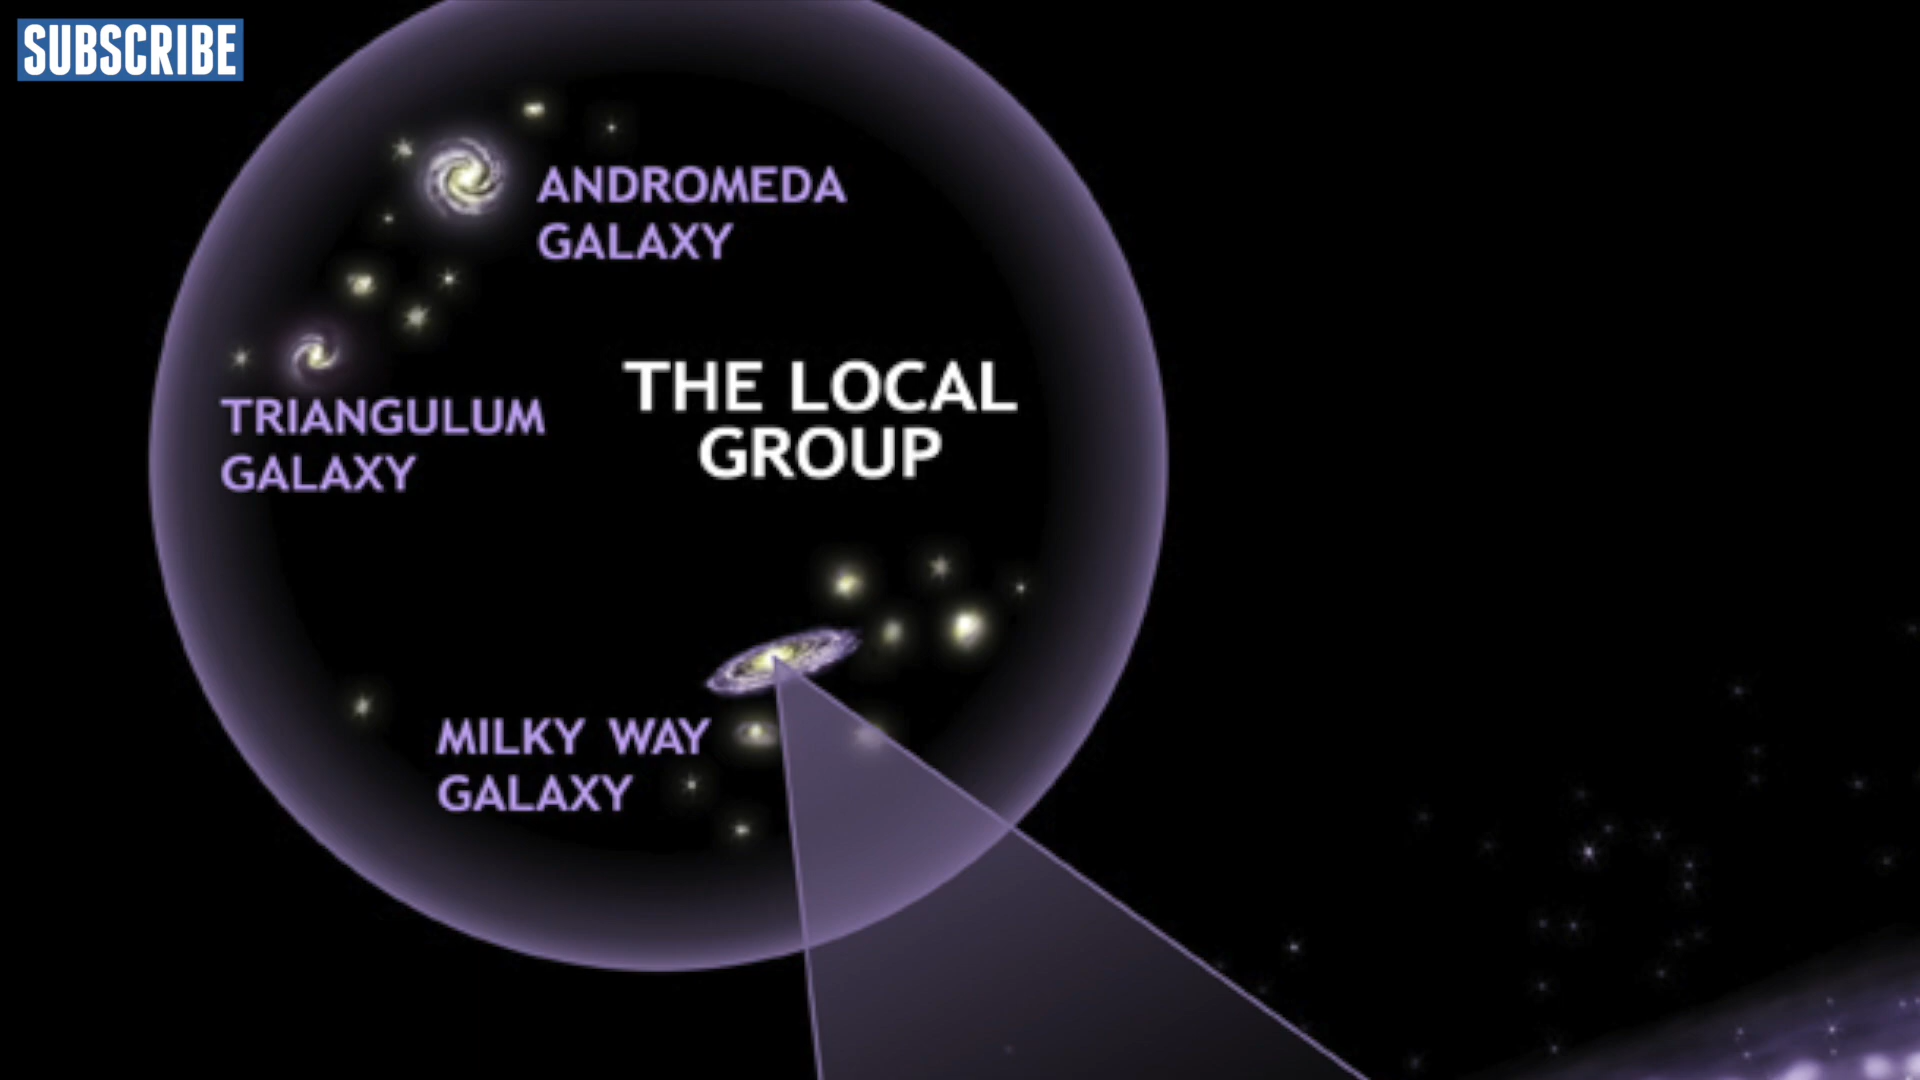 SUBSCRIBE
ANDROMEDA
GALAXY
TRIANGULUM
GALAXY
THE LOCAL
GROUP
MILKY WAY
GALAXY